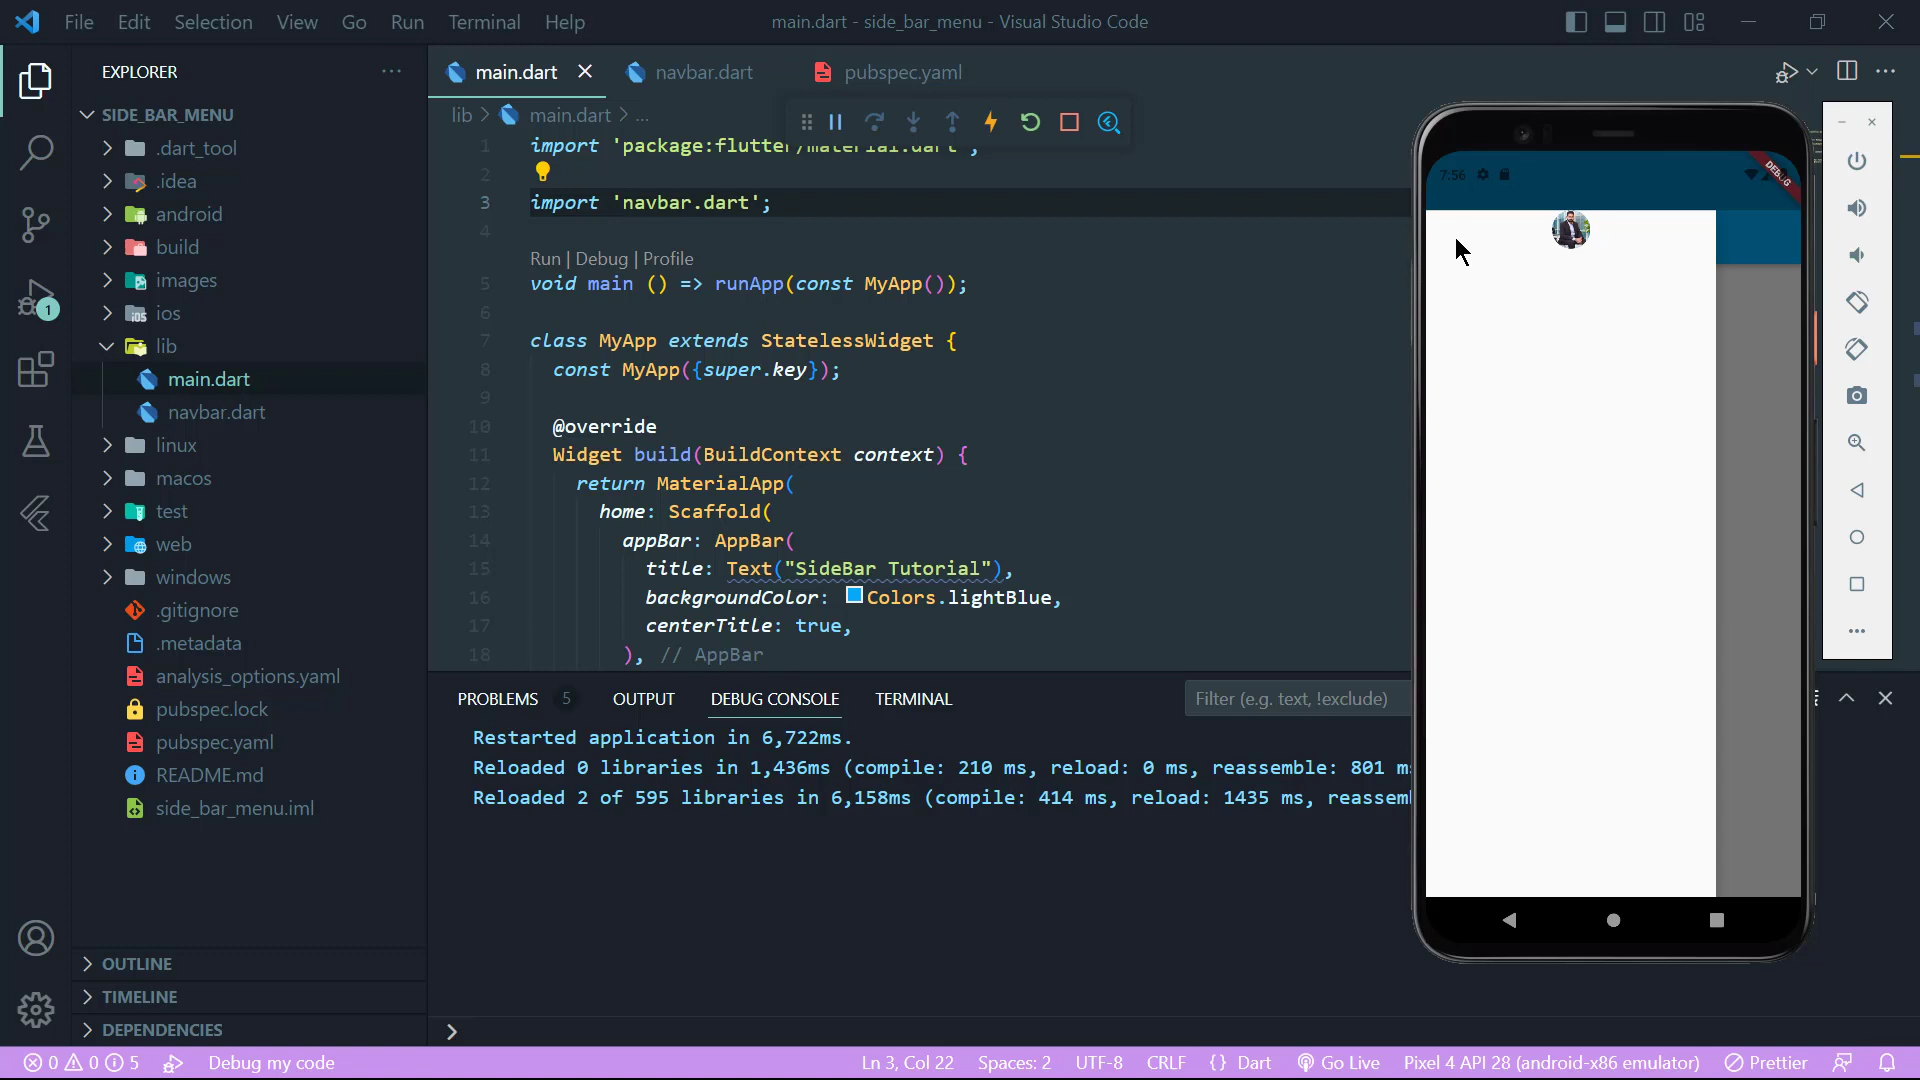 File Edit Selection View Go Run Terminal Help
main.dart - side_bar_menu - Visual Studio Code
EXPLORER
SIDE_BAR_MENU
.dart_tool
.idea
android
build
images
ios
lib
main.dart
navbar.dart
linux
macos
test
web
windows
.gitignore
.metadata
analysis_options.yaml
pubspec.lock
pubspec.yaml
README.md
side_bar_menu.iml
OUTLINE
TIMELINE
DEPENDENCIES
1
main.dart navbar.dart pubspec.yaml
lib > main.dart > ...
1 import 'package:flutter/material.dart';
2
3 import 'navbar.dart';
4
Run | Debug | Profile
5 void main () => runApp(const MyApp());
6
7 class MyApp extends StatelessWidget {
8 const MyApp({super.key});
9
10 @override
11 Widget build(BuildContext context) {
12 return MaterialApp(
13 home: Scaffold(
14 appBar: AppBar(
15 title: Text("SideBar Tutorial"),
16 backgroundColor: Colors.lightBlue,
17 centerTitle: true,
18 ), // AppBar
PROBLEMS 5 OUTPUT DEBUG CONSOLE TERMINAL
Filter (e.g. text, !exclude)
Restarted application in 6,722ms.
Reloaded 0 libraries in 1,436ms (compile: 210 ms, reload: 0 ms, reassemble: 801 m
Reloaded 2 of 595 libraries in 6,158ms (compile: 414 ms, reload: 1435 ms, reassem
7:56
DEBUG
0 0 5 Debug my code
Ln 3, Col 22 Spaces: 2 UTF-8 CRLF {} Dart Go Live Pixel 4 API 28 (android-x86 emulator) Prettier